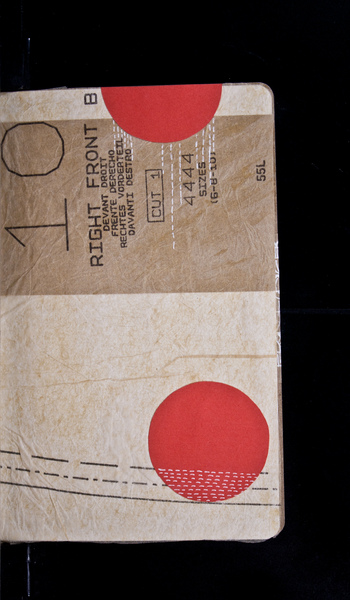 10
B
RIGHT FRONT
DEVANT DROIT
FRENTE DERECHO
RECHTES VORDERTEIL
DAVANTI DESTRO
CUT 1
4444
SIZES
(6-8-10)
55L